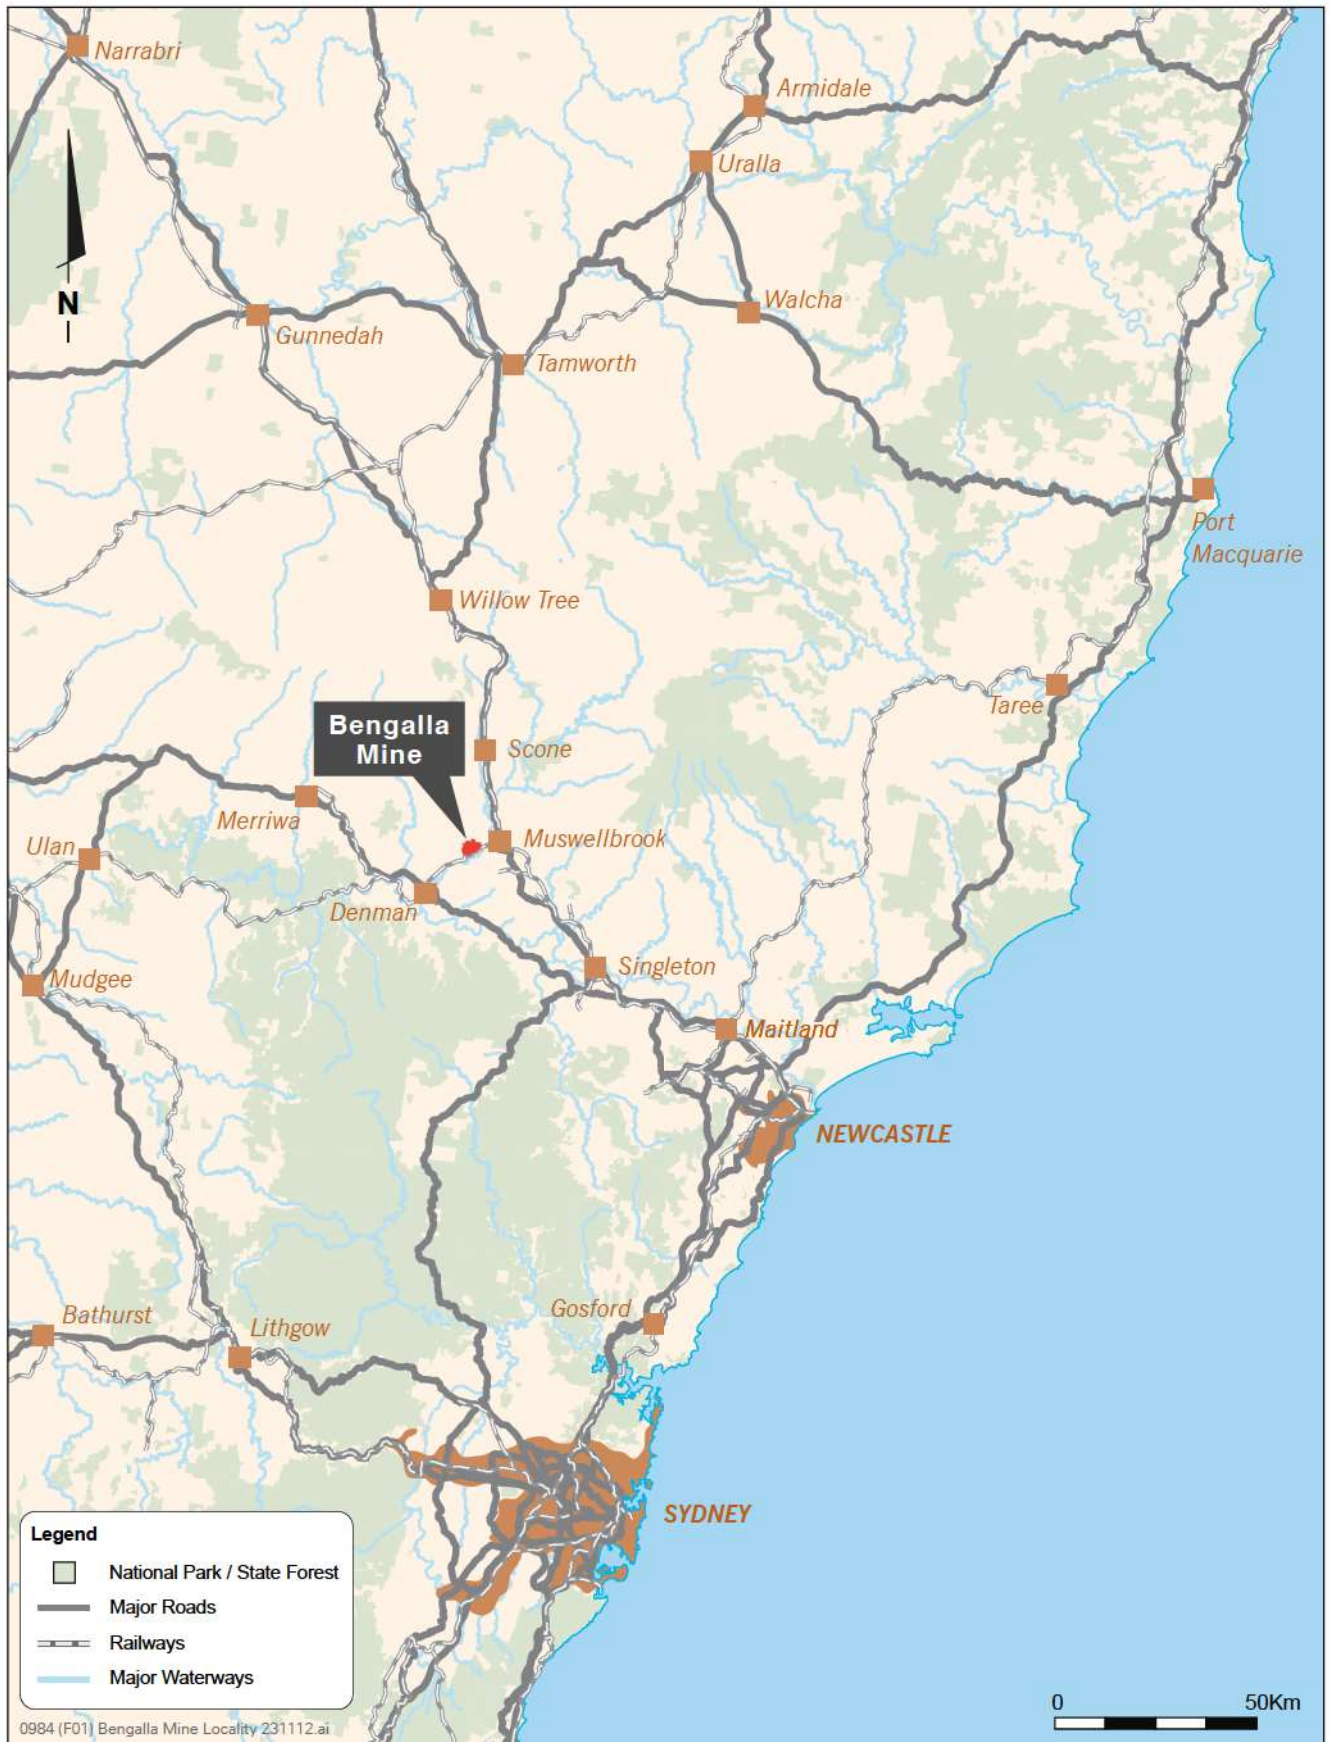 Narrabri
Armidale
Uralla
N
Walcha
Gunnedah
Tamworth
Port
Macquarie
Willow Tree
Taree
Bengalla
Mine
Scone
Merriwa
Muswellbrook
Ulan
Denman
Singleton
Mudgee
Maitland
NEWCASTLE
Gosford
Bathurst
Lithgow
SYDNEY
Legend
National Park / State Forest
Major Roads
Railways
Major Waterways
0 50Km
0984 (F01) Bengalla Mine Locality 231112.ai